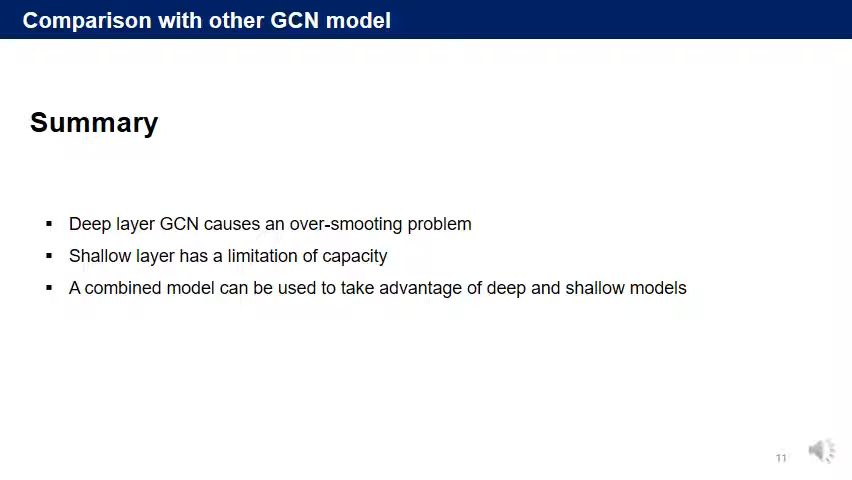 Comparison with other GCN model
Summary
▪ Deep layer GCN causes an over-smooting problem
▪ Shallow layer has a limitation of capacity
▪ A combined model can be used to take advantage of deep and shallow models
11